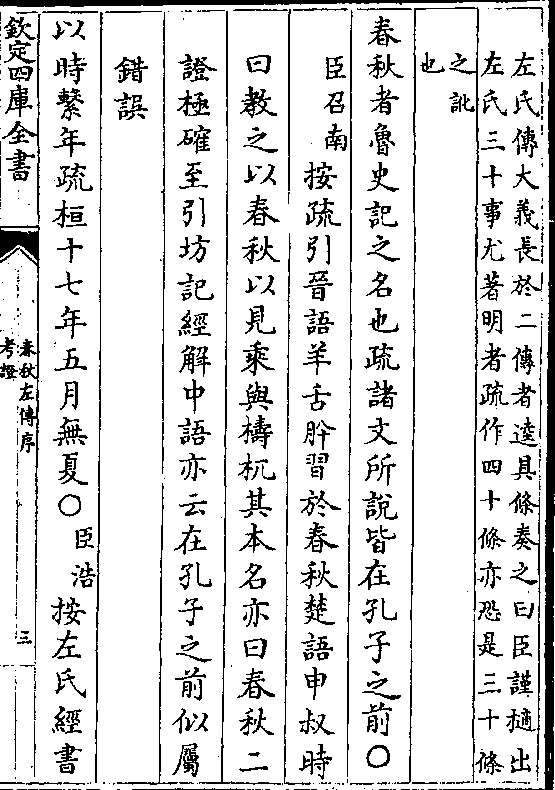 左氏傳大義長於二傳者逵具條奏之曰臣謹摘出
左氏三十事尤著明者疏作四十條亦恐是三十條
之訛
也
春秋者魯史記之名也疏諸文所說皆在孔子之前○
臣召南按疏引晉語羊舌肸習於春秋楚語申叔時
曰教之以春秋以見乘與檮杌其本名亦曰春秋二
證極確至引坊記經解中語亦云在孔子之前似屬
錯誤
以時繫年疏桓十七年五月無夏○臣浩按左氏經書
欽定四庫全書
春秋左傳序
考證
三